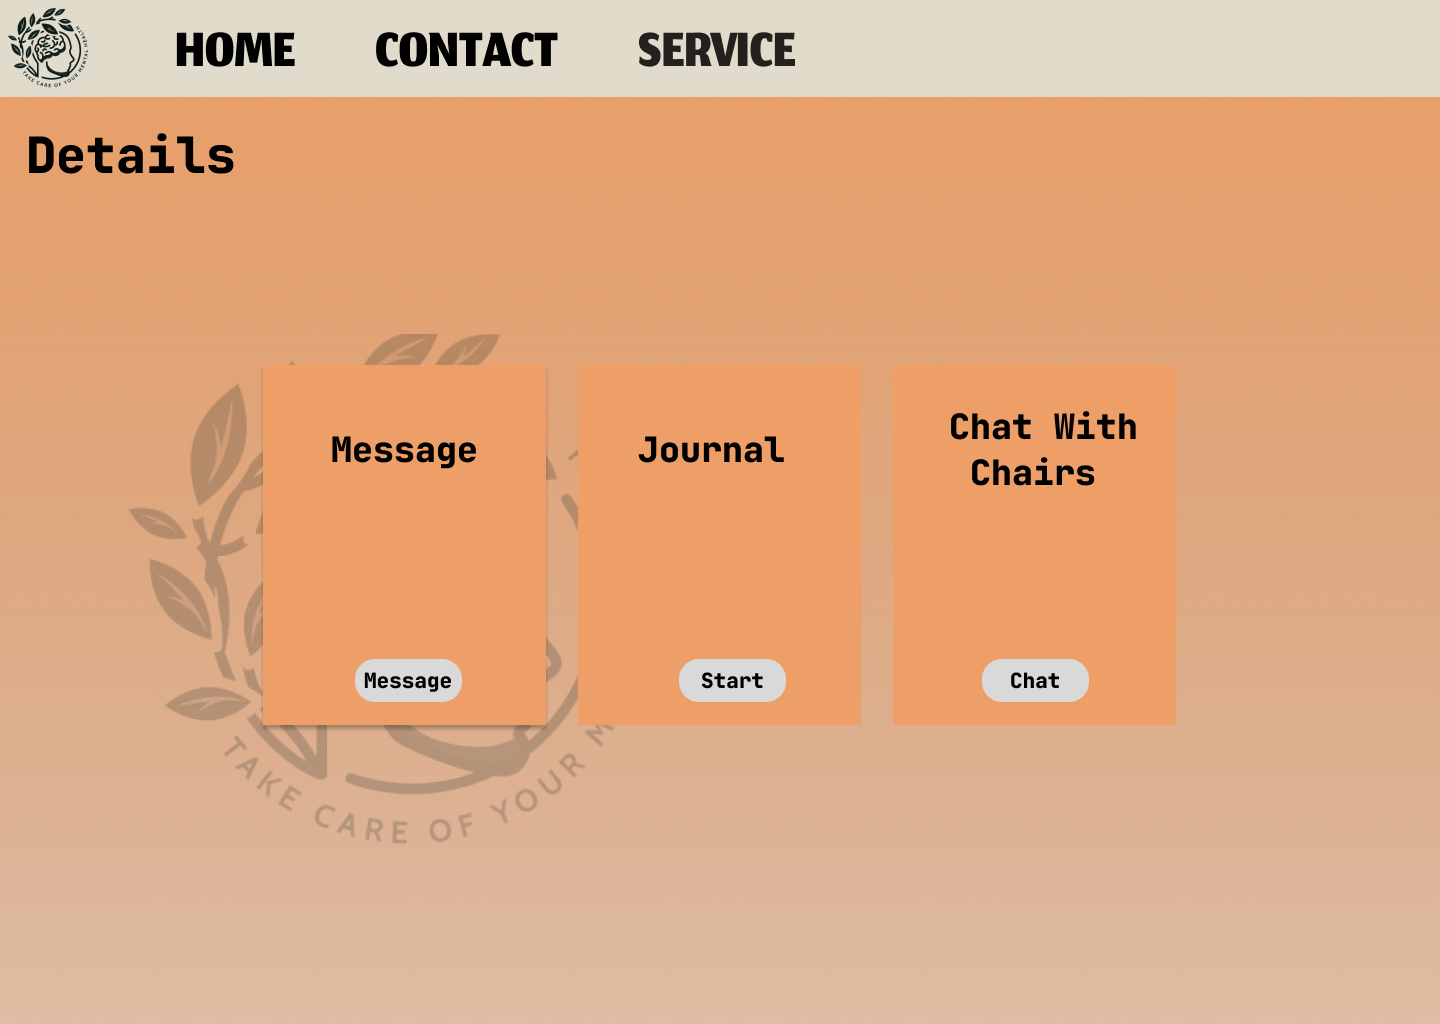 TAKE CARE OF YOUR MENTAL HEALTH
HOME
CONTACT
SERVICE
Details
Message
Journal
Chat With
Chairs
Message
Start
Chat
TAKE CARE OF YOUR M